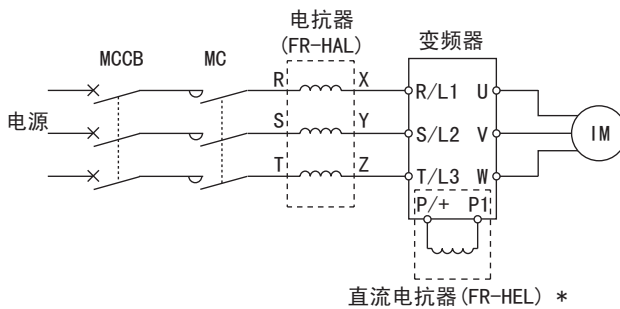 电抗器
(FR-HAL)
变频器
MCCB
MC
R
X
R/L1
U
电源
S
Y
S/L2
V
IM
T
Z
T/L3
W
P/+
P1
直流电抗器(FR-HEL) *